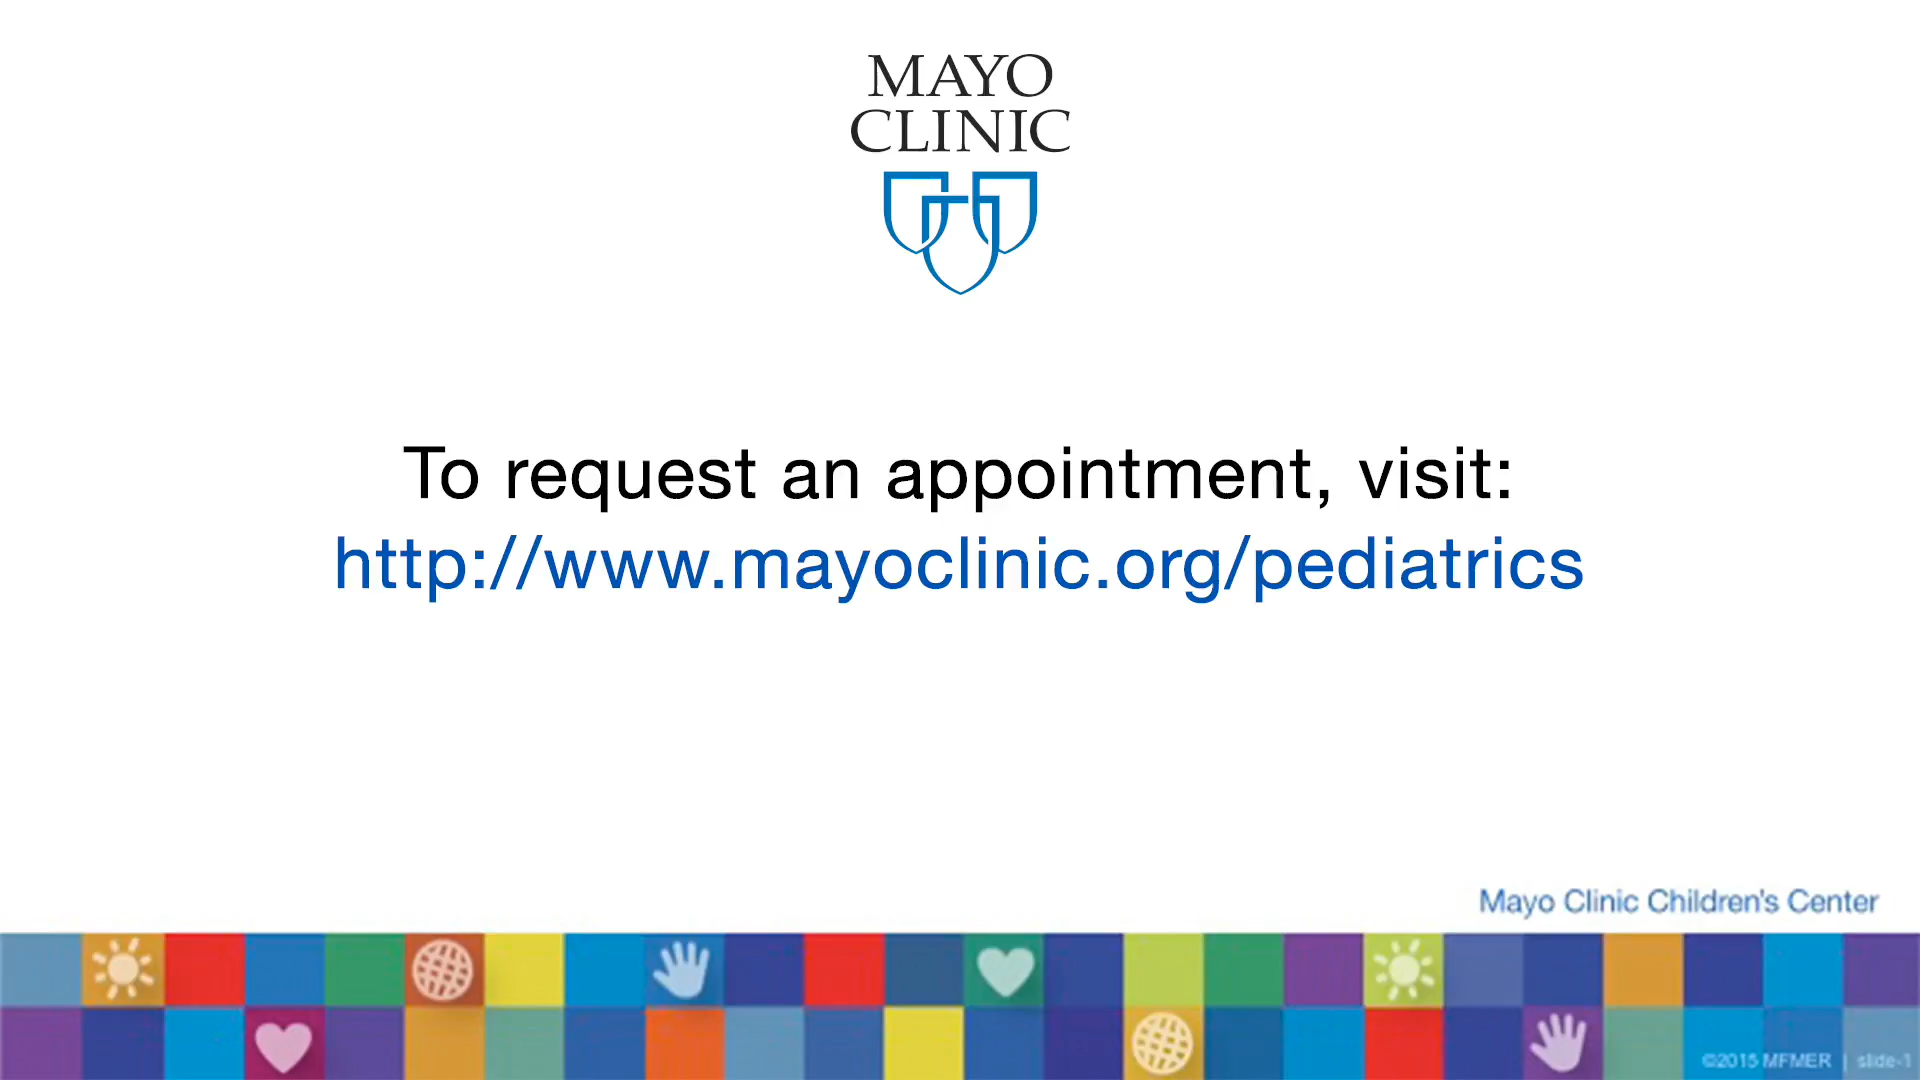 MAYO
CLINIC
To request an appointment, visit:
http://www.mayoclinic.org/pediatrics
Mayo Clinic Children's Center
©2015 MFMER | slide-1